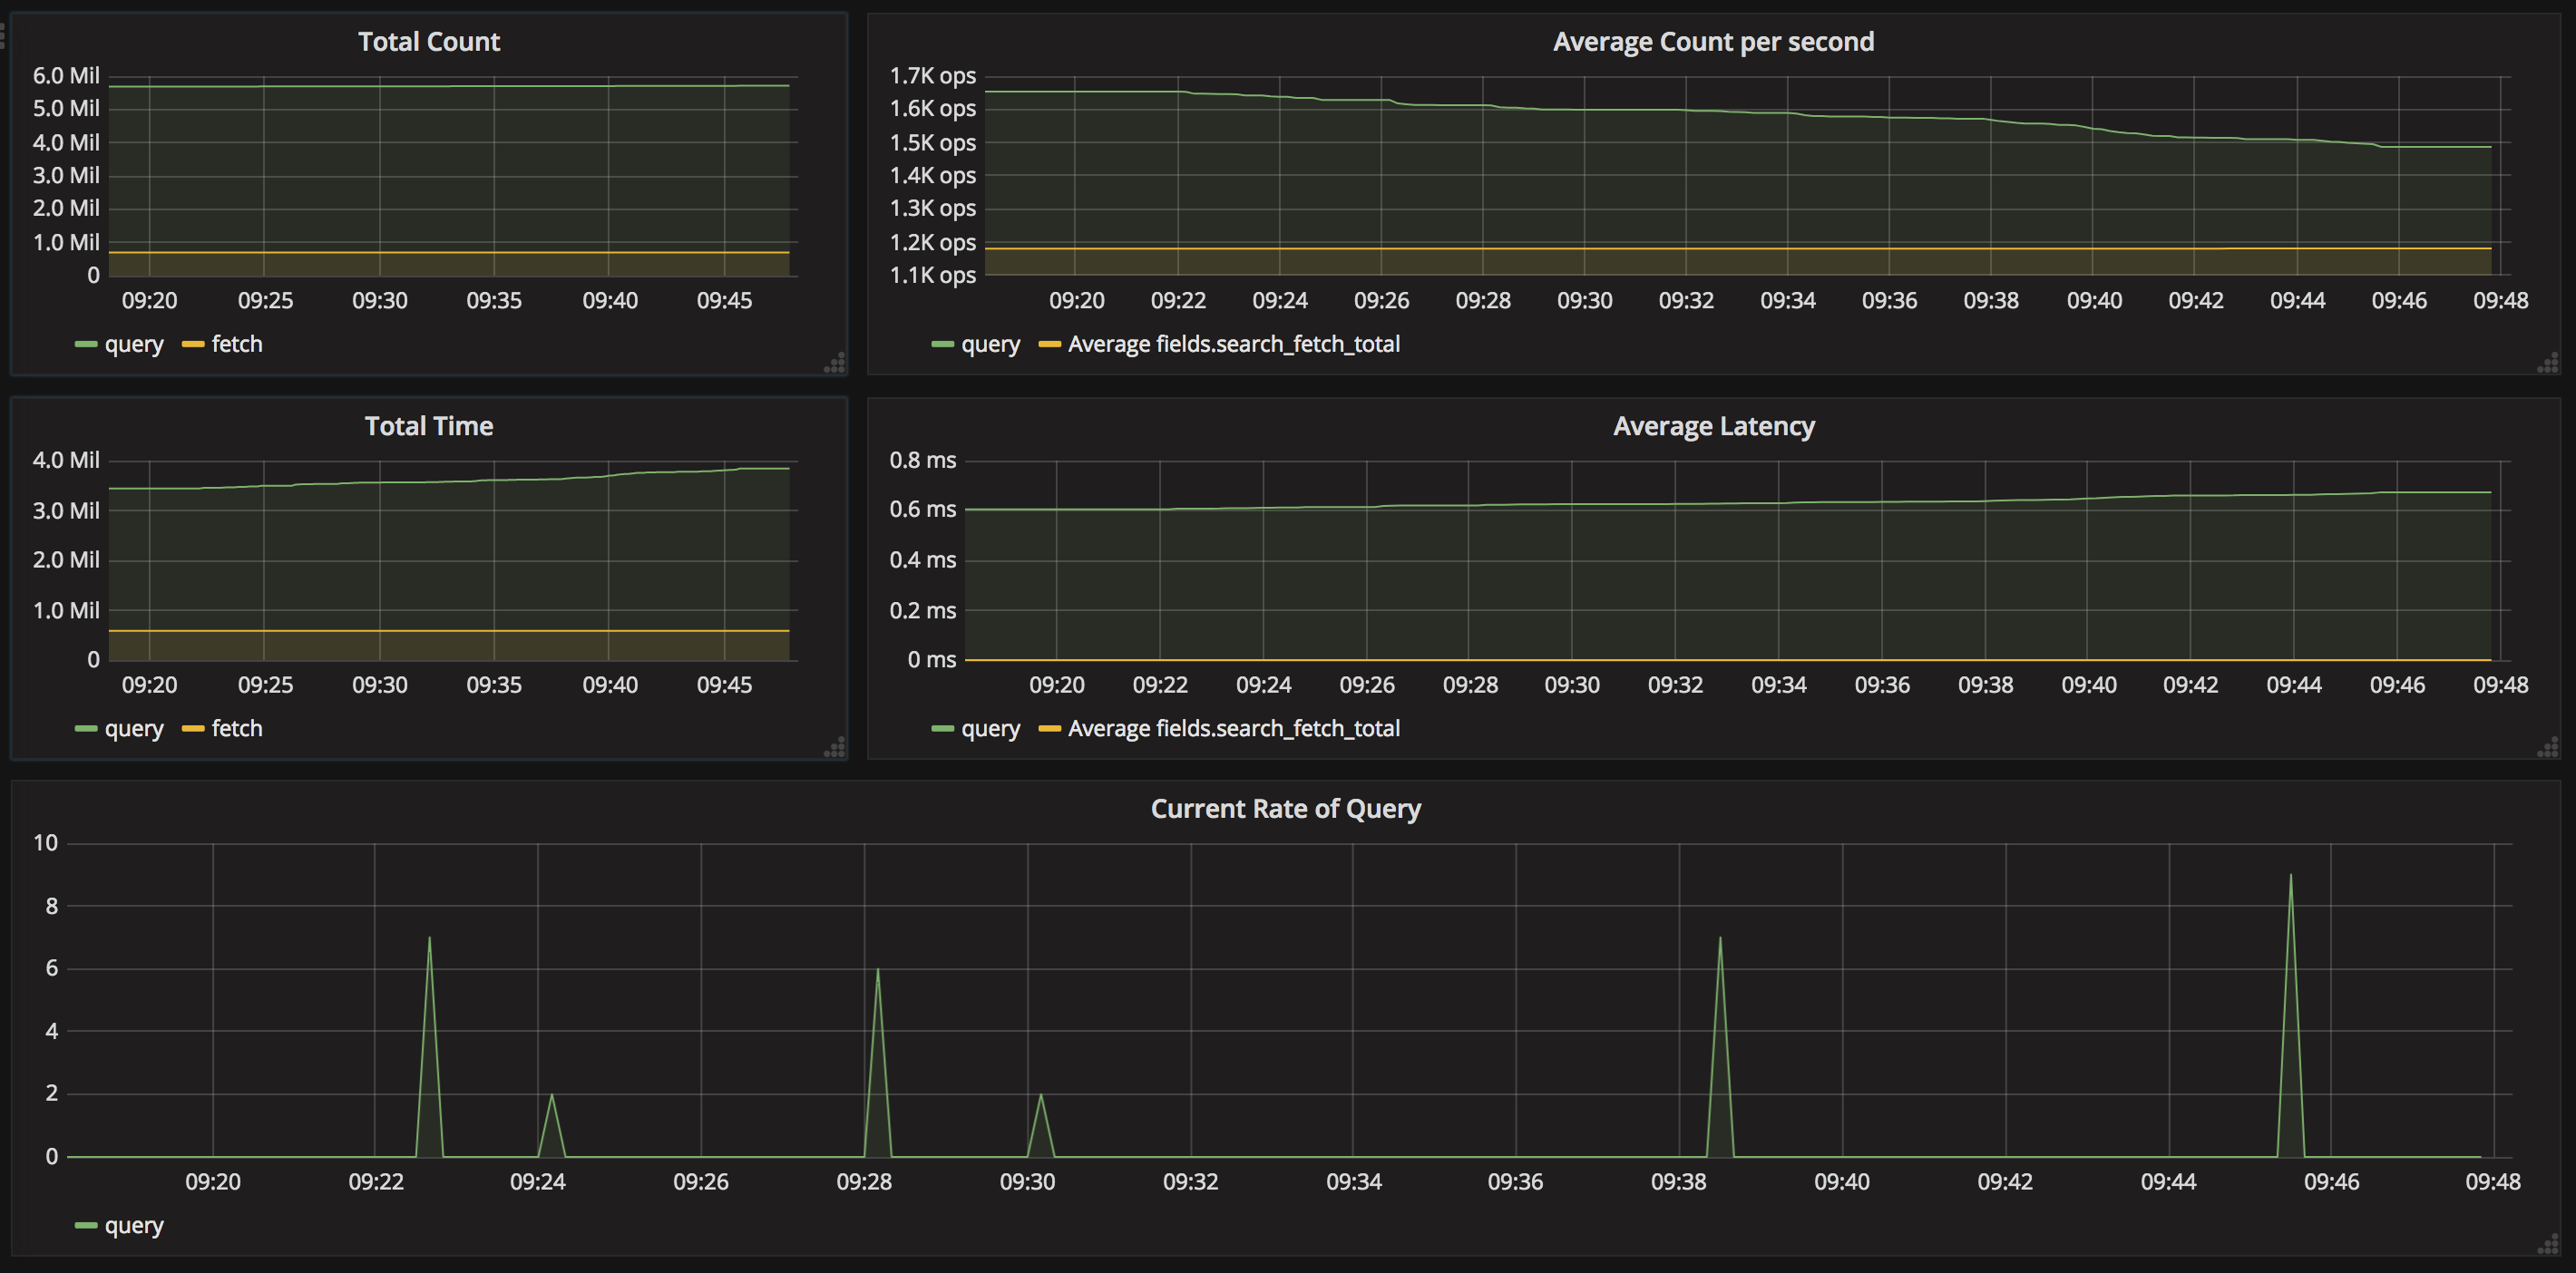 Total Count
6.0 Mil
5.0 Mil
4.0 Mil
3.0 Mil
2.0 Mil
1.0 Mil
0
09:20 09:25 09:30 09:35 09:40 09:45
query fetch
Average Count per second
1.7K ops
1.6K ops
1.5K ops
1.4K ops
1.3K ops
1.2K ops
1.1K ops
09:20 09:22 09:24 09:26 09:28 09:30 09:32 09:34 09:36 09:38 09:40 09:42 09:44 09:46 09:48
query Average fields.search_fetch_total
Total Time
4.0 Mil
3.0 Mil
2.0 Mil
1.0 Mil
0
09:20 09:25 09:30 09:35 09:40 09:45
query fetch
Average Latency
0.8 ms
0.6 ms
0.4 ms
0.2 ms
0 ms
09:20 09:22 09:24 09:26 09:28 09:30 09:32 09:34 09:36 09:38 09:40 09:42 09:44 09:46 09:48
query Average fields.search_fetch_total
Current Rate of Query
10
8
6
4
2
0
09:20 09:22 09:24 09:26 09:28 09:30 09:32 09:34 09:36 09:38 09:40 09:42 09:44 09:46 09:48
query